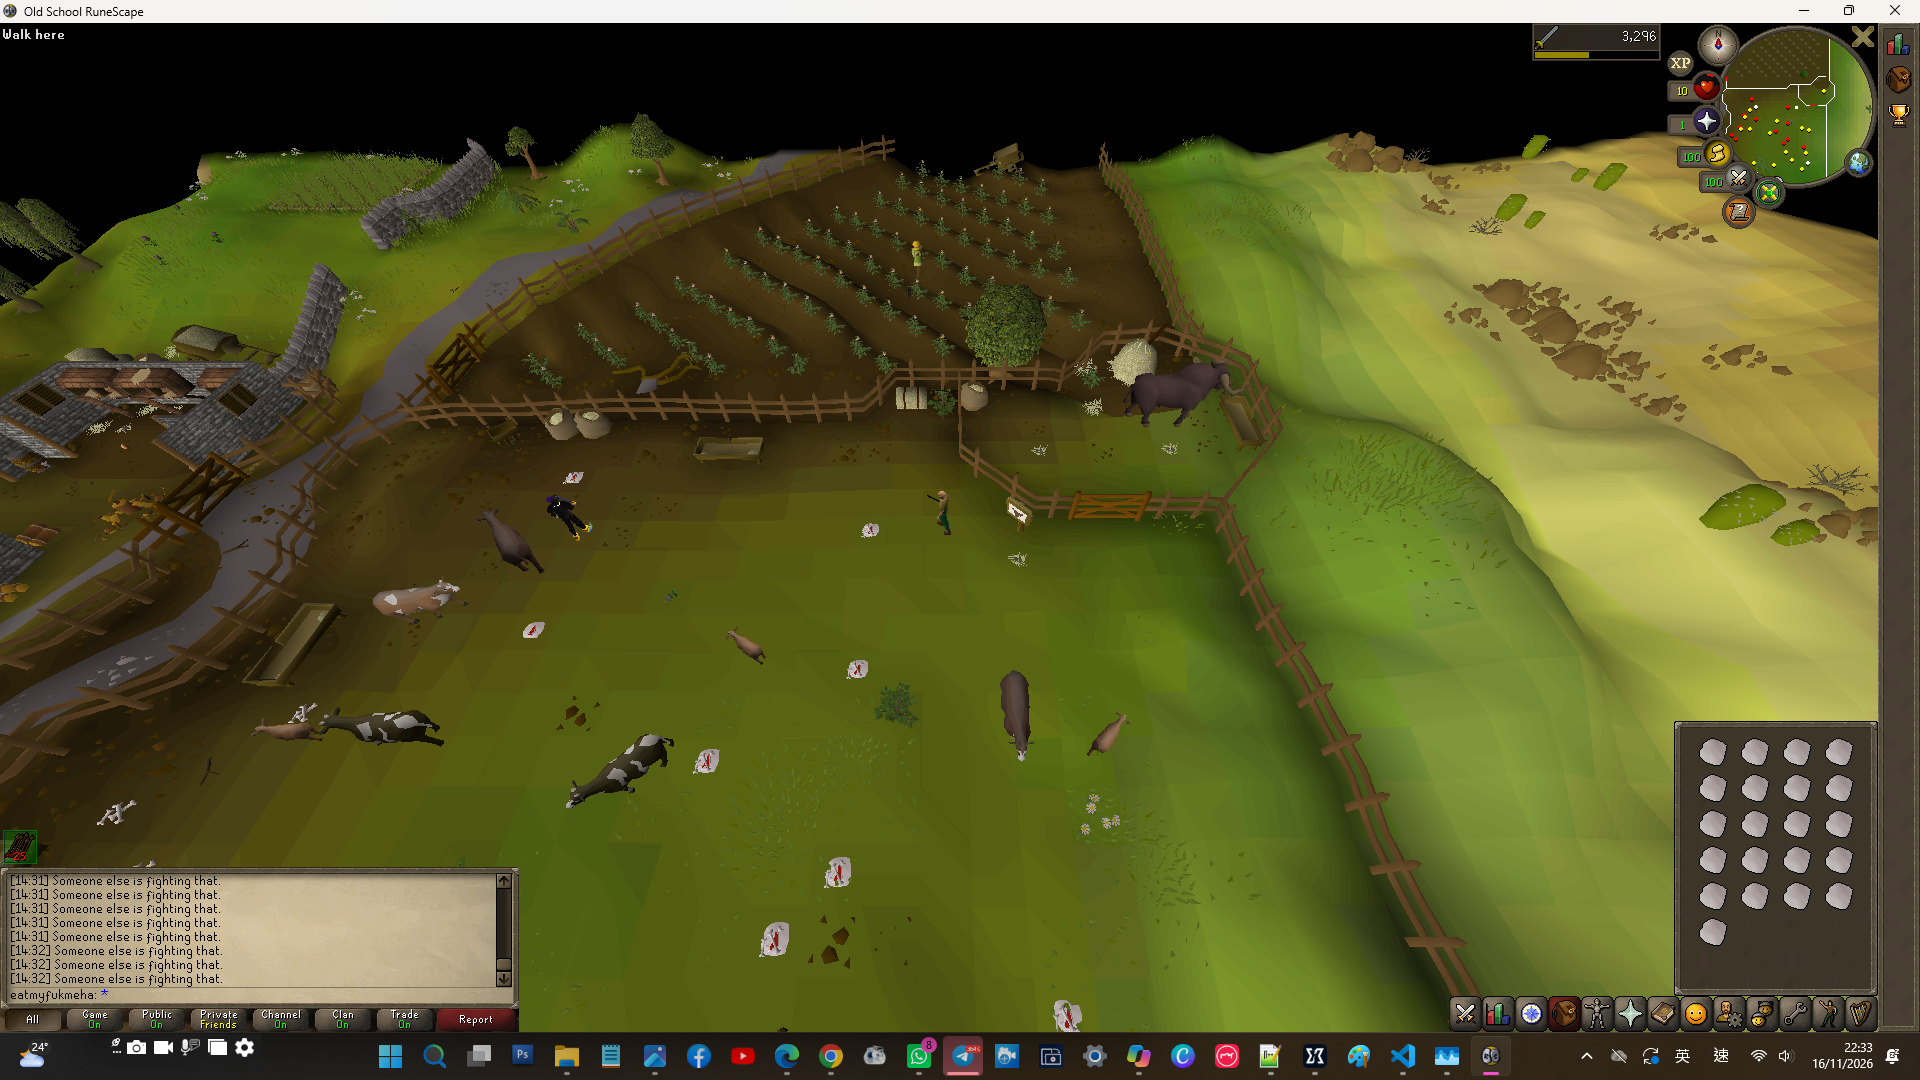 Old School RuneScape
Walk here
3,296
XP
N
10
1
100
100
-25
[14:31] Someone else is fighting that.
[14:31] Someone else is fighting that.
[14:31] Someone else is fighting that.
[14:31] Someone else is fighting that.
[14:31] Someone else is fighting that.
[14:32] Someone else is fighting that.
[14:32] Someone else is fighting that.
[14:32] Someone else is fighting that.
eatmyfukmeha: *
All
Game
On
Public
On
Private
Friends
Channel
On
Clan
On
Trade
On
Report
24°
Ps
8
英
速
22:33
16/11/2026